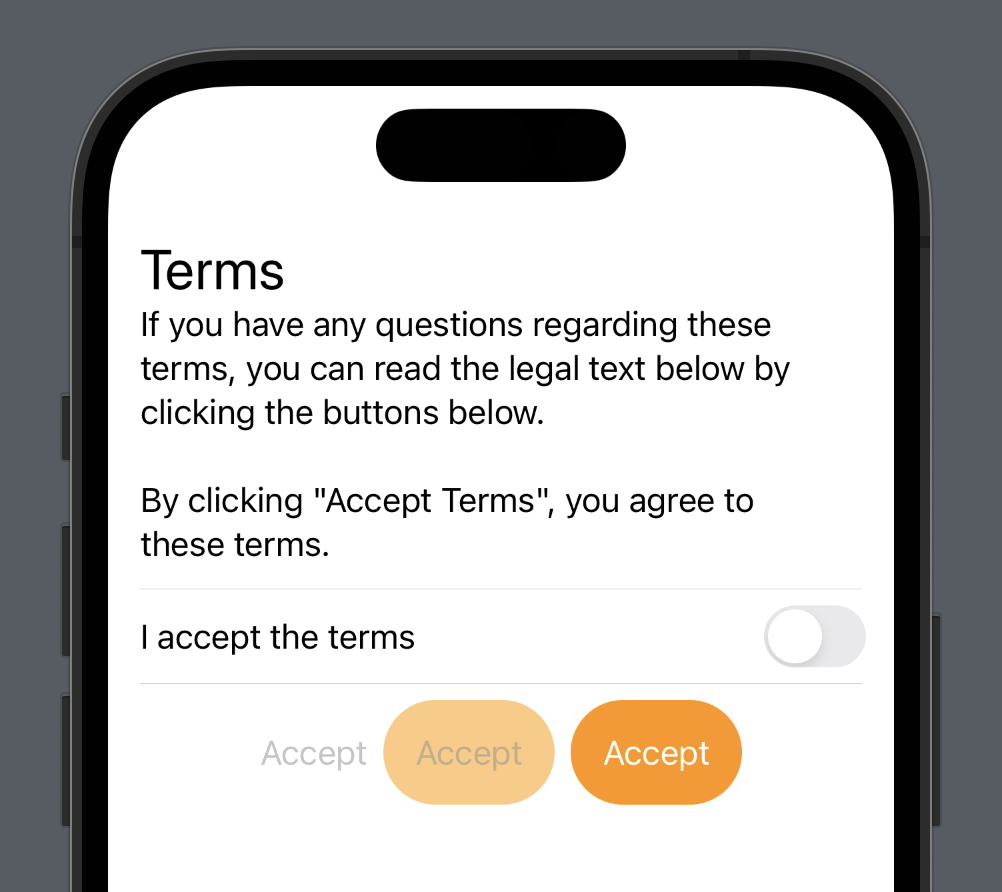 Terms
If you have any questions regarding these
terms, you can read the legal text below by
clicking the buttons below.
By clicking "Accept Terms", you agree to
these terms.
I accept the terms
Accept Accept Accept